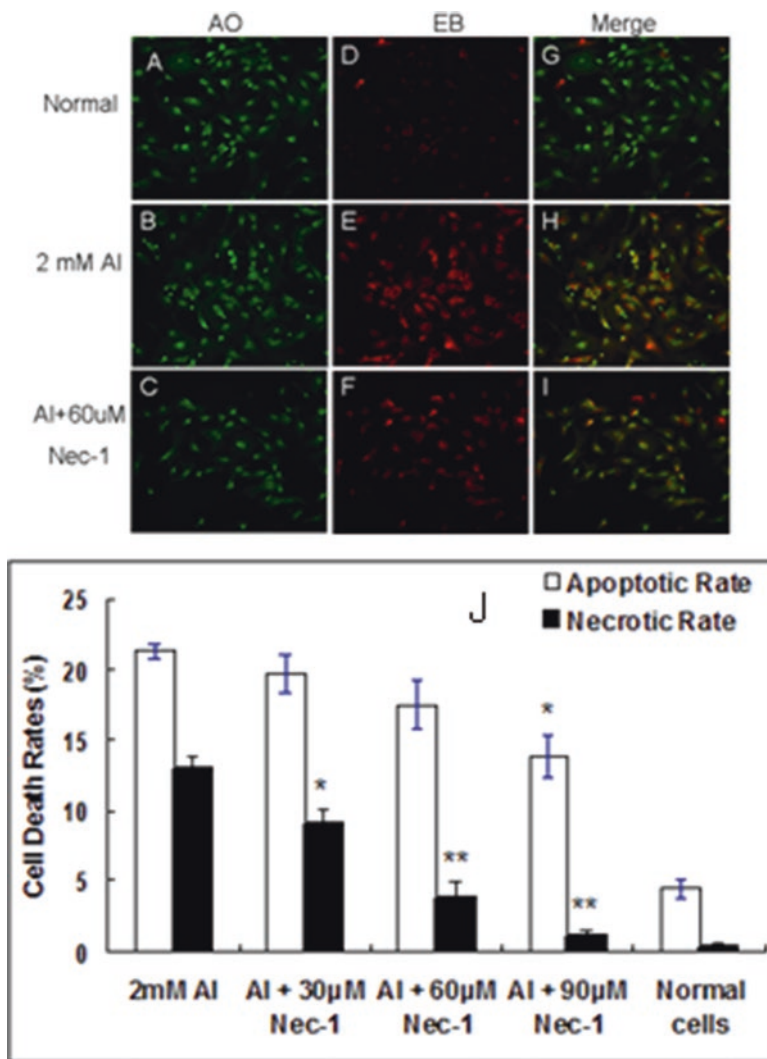 AO EB Merge
Normal A D G
2 mM Al B E H
Al+60uM
Nec-1 C F I
J
Apoptotic Rate
Necrotic Rate
Cell Death Rates (%)
25
20
15
10
5
0
*
**
*
**
2mM Al
Al + 30µM
Nec-1
Al + 60µM
Nec-1
Al + 90µM
Nec-1
Normal
cells